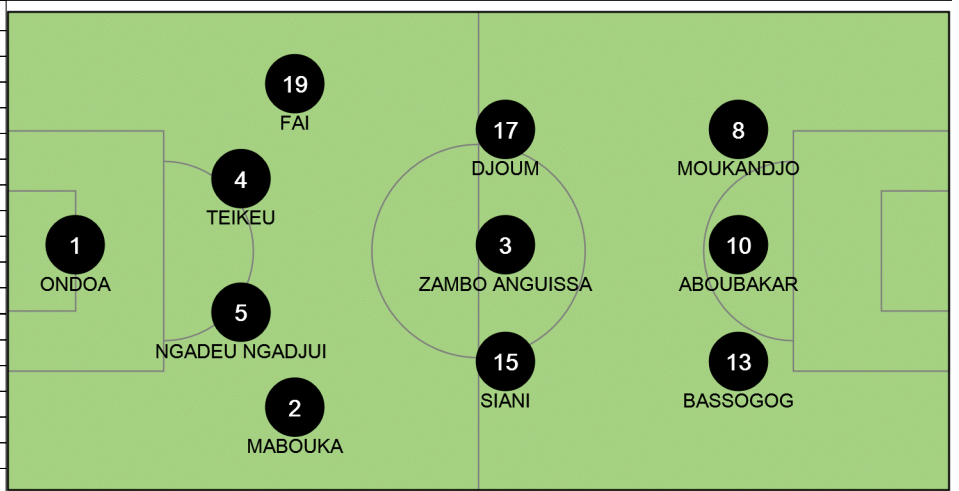 19
FAI
17
DJOUM
8
MOUKANDJO
4
TEIKEU
1
ONDOA
3
ZAMBO ANGUISSA
10
ABOUBAKAR
5
NGADEU NGADJUI
15
SIANI
13
BASSOGOG
2
MABOUKA